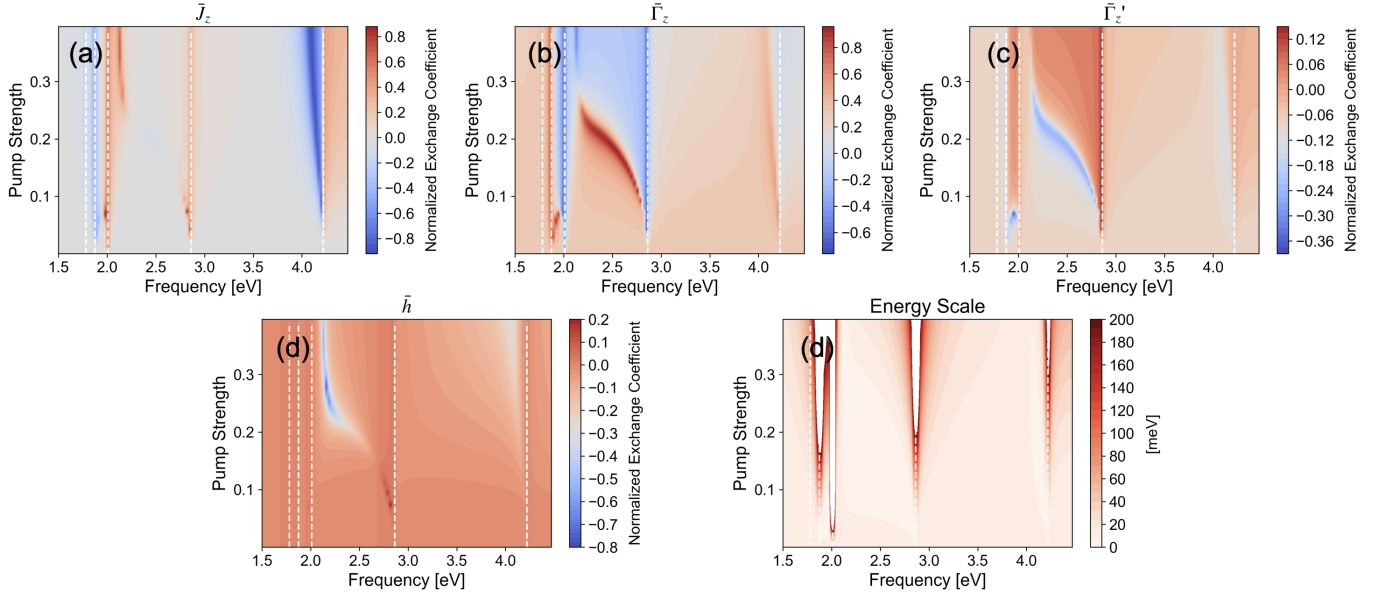 J̄z
(a)
Pump Strength
0.3
0.2
0.1
1.5 2.0 2.5 3.0 3.5 4.0
Frequency [eV]
0.8
0.6
0.4
0.2
0.0
−0.2
−0.4
−0.6
−0.8
Normalized Exchange Coefficient
Γ̄z
(b)
Pump Strength
0.3
0.2
0.1
1.5 2.0 2.5 3.0 3.5 4.0
Frequency [eV]
0.8
0.6
0.4
0.2
0.0
−0.2
−0.4
−0.6
Normalized Exchange Coefficient
Γ̄z'
(c)
Pump Strength
0.3
0.2
0.1
1.5 2.0 2.5 3.0 3.5 4.0
Frequency [eV]
0.12
0.06
0.00
−0.06
−0.12
−0.18
−0.24
−0.30
−0.36
Normalized Exchange Coefficient
h̄
(d)
Pump Strength
0.3
0.2
0.1
1.5 2.0 2.5 3.0 3.5 4.0
Frequency [eV]
0.2
0.1
0.0
−0.1
−0.2
−0.3
−0.4
−0.5
−0.6
−0.7
−0.8
Normalized Exchange Coefficient
Energy Scale
(d)
Pump Strength
0.3
0.2
0.1
1.5 2.0 2.5 3.0 3.5 4.0
Frequency [eV]
200
180
160
140
120
100
80
60
40
20
0
[meV]